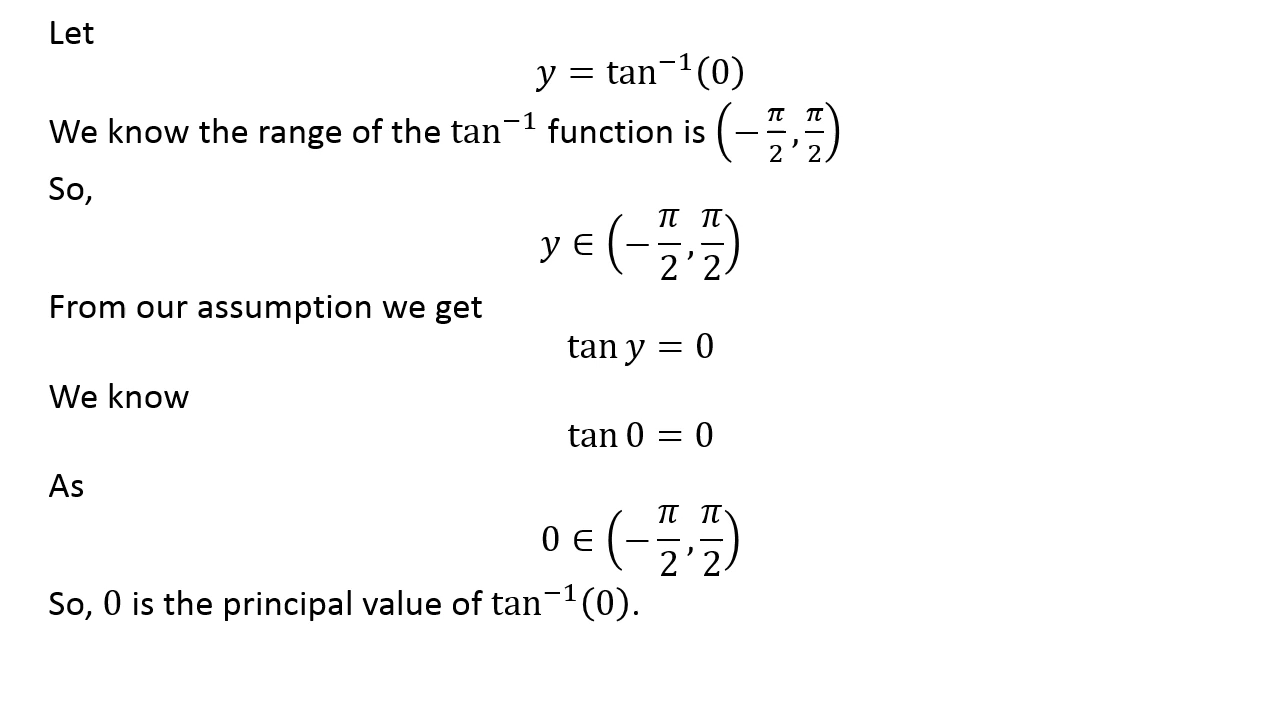 Let
y = tan⁻¹(0)
We know the range of the tan⁻¹ function is (−π/2, π/2)
So,
y ∈ (−π/2, π/2)
From our assumption we get
tan y = 0
We know
tan 0 = 0
As
0 ∈ (−π/2, π/2)
So, 0 is the principal value of tan⁻¹(0).